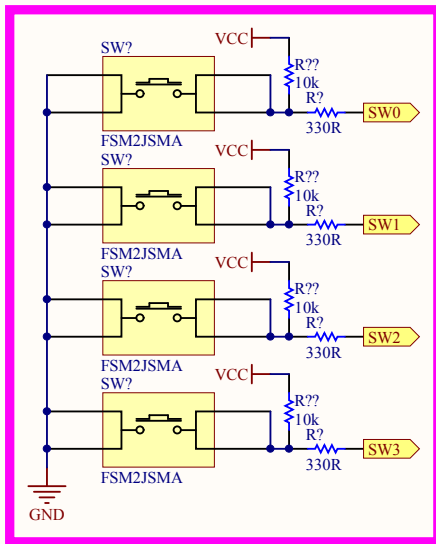 VCC
SW?
R??
10k
R?
330R
SW0
FSM2JSMA
VCC
SW?
R??
10k
R?
330R
SW1
FSM2JSMA
VCC
SW?
R??
10k
R?
330R
SW2
FSM2JSMA
VCC
SW?
R??
10k
R?
330R
SW3
FSM2JSMA
GND